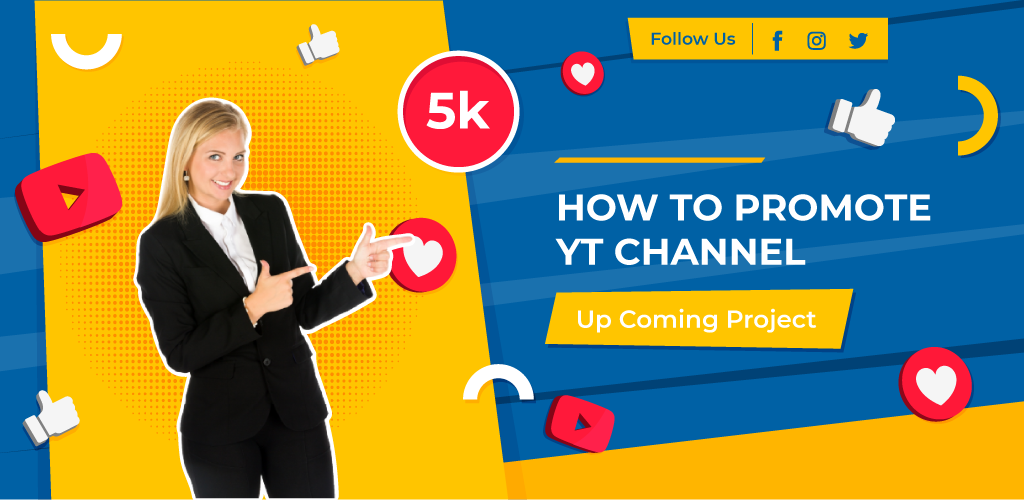 Follow Us
5k
HOW TO PROMOTE
YT CHANNEL
Up Coming Project